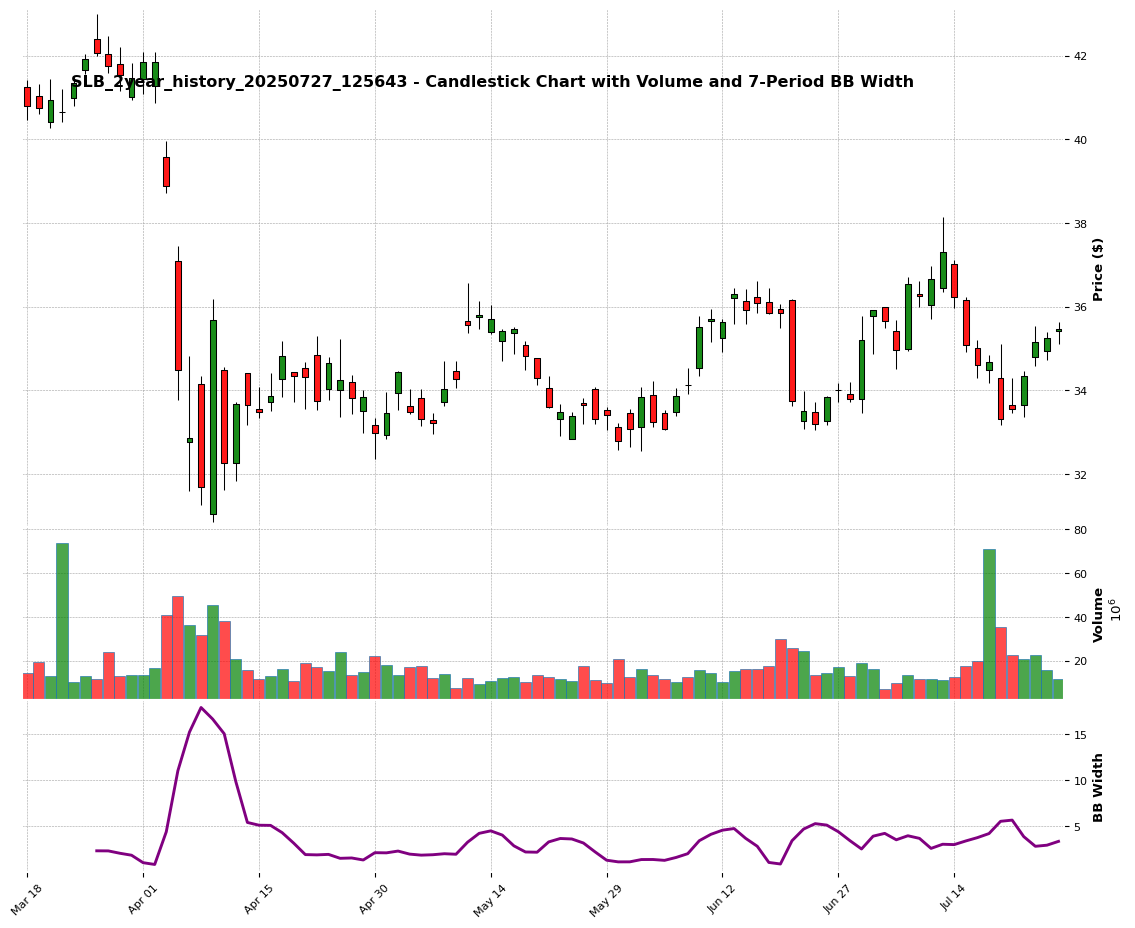 SLB_2year_history_20250727_125643 - Candlestick Chart with Volume and 7-Period BB Width
42
40
38
36
34
32
Price ($)
80
60
40
20
Volume
10^6
15
10
5
BB Width
Mar 18
Apr 01
Apr 15
Apr 30
May 14
May 29
Jun 12
Jun 27
Jul 14